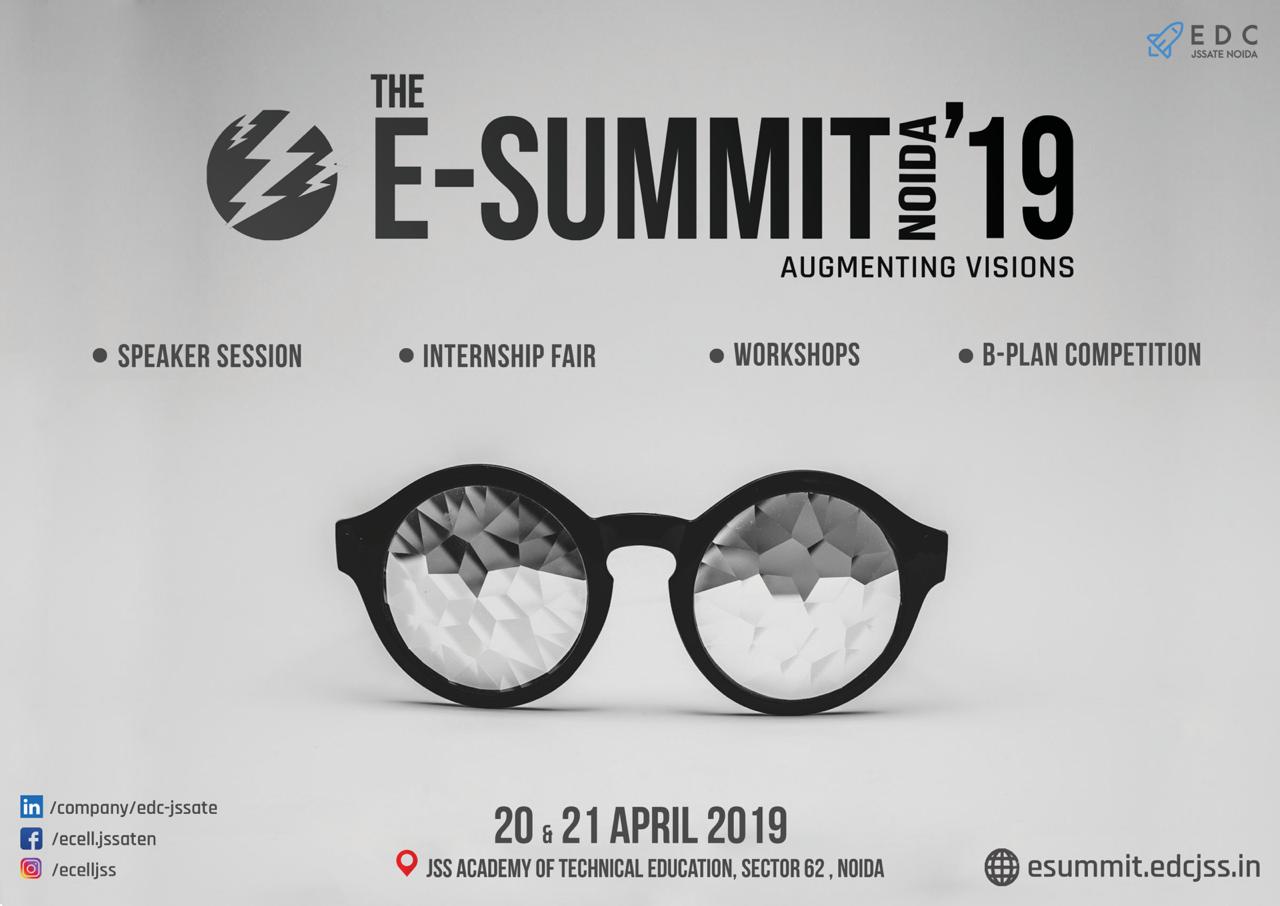 EDC
JSSATE NOIDA
THE
E-SUMMIT NOIDA '19
AUGMENTING VISIONS
• SPEAKER SESSION
• INTERNSHIP FAIR
• WORKSHOPS
• B-PLAN COMPETITION
in /company/edc-jssate
f /ecell.jssaten
/ecelljss
20 & 21 APRIL 2019
JSS ACADEMY OF TECHNICAL EDUCATION, SECTOR 62 , NOIDA
esummit.edcjss.in